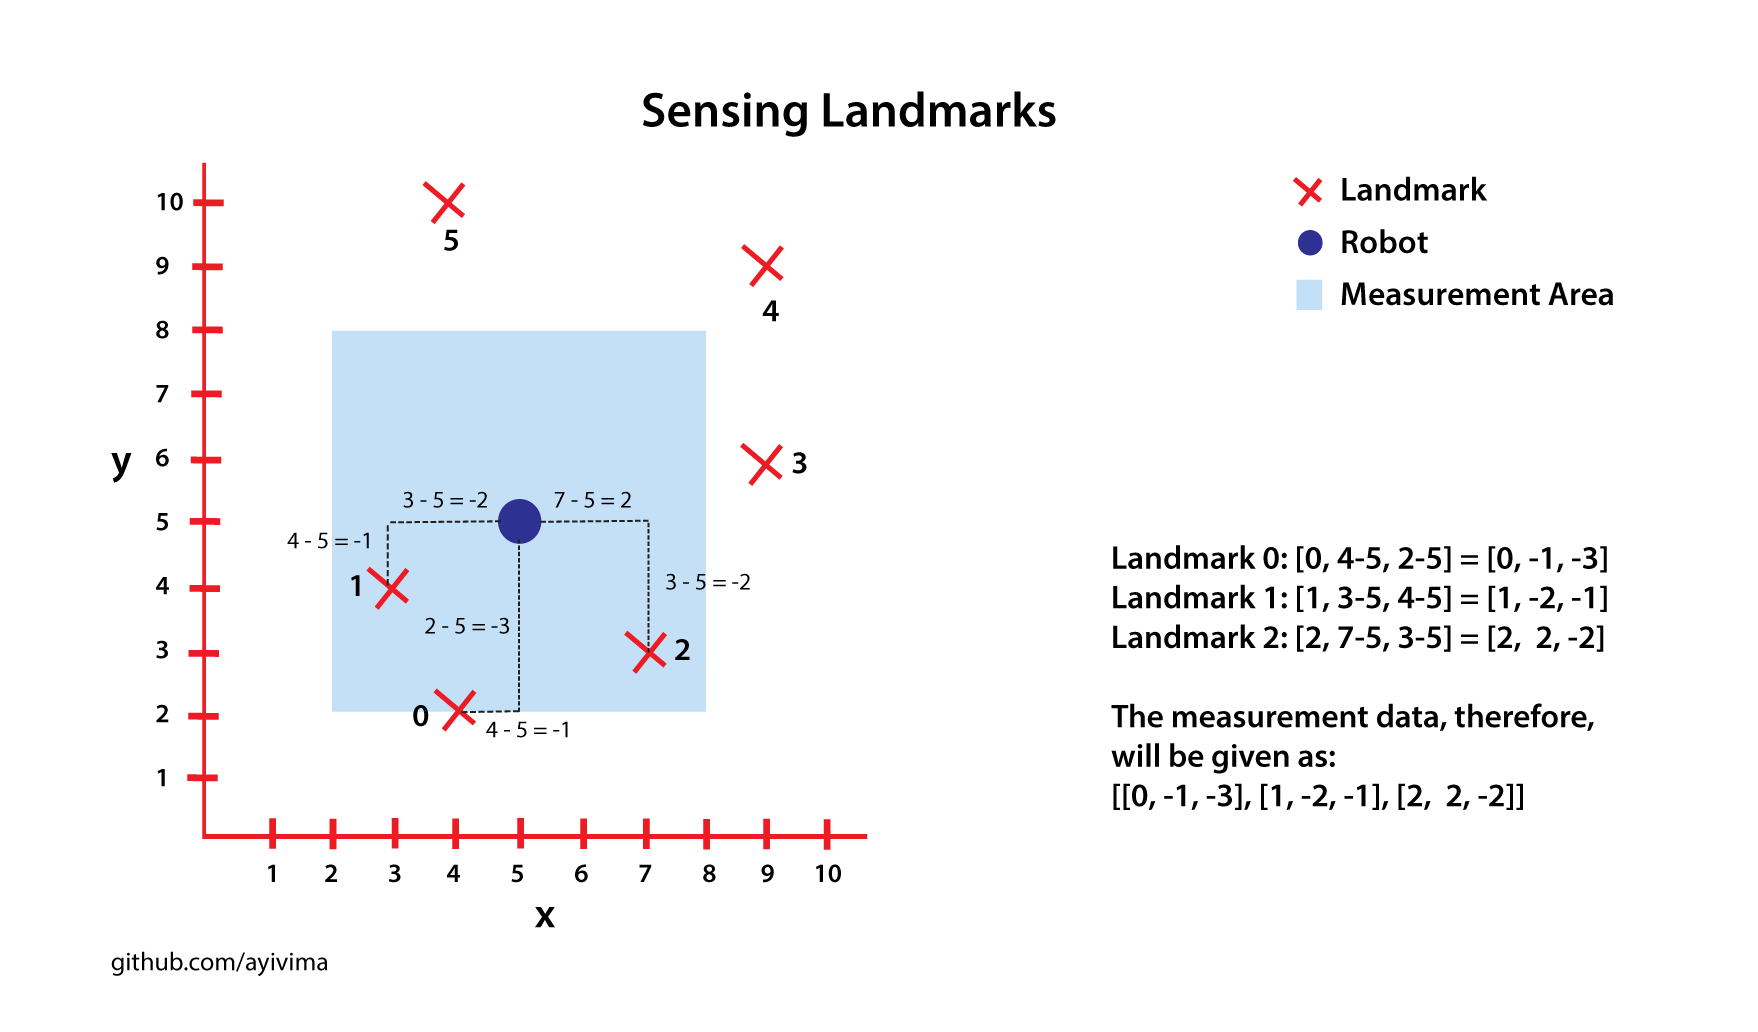 Sensing Landmarks
Landmark
Robot
Measurement Area
10
9
8
7
6
5
4
3
2
1
y
5
4
3
3 - 5 = -2
7 - 5 = 2
4 - 5 = -1
1
3 - 5 = -2
2 - 5 = -3
2
0
4 - 5 = -1
1 2 3 4 5 6 7 8 9 10
x
Landmark 0: [0, 4-5, 2-5] = [0, -1, -3]
Landmark 1: [1, 3-5, 4-5] = [1, -2, -1]
Landmark 2: [2, 7-5, 3-5] = [2, 2, -2]
The measurement data, therefore,
will be given as:
[[0, -1, -3], [1, -2, -1], [2, 2, -2]]
github.com/ayivima